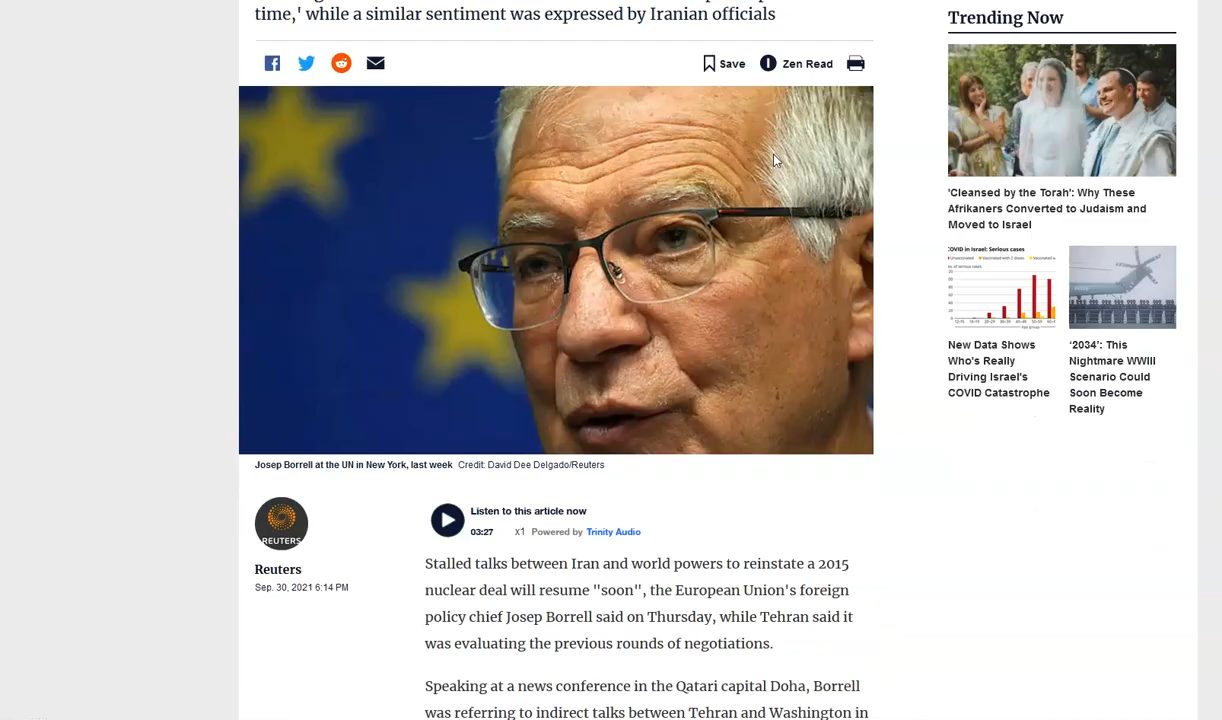 time,' while a similar sentiment was expressed by Iranian officials
Save
Zen Read
Josep Borrell at the UN in New York, last week Credit: David Dee Delgado/Reuters
REUTERS
Reuters
Sep. 30, 2021 6:14 PM
Listen to this article now
03:27 X1 Powered by Trinity Audio
Stalled talks between Iran and world powers to reinstate a 2015
nuclear deal will resume "soon", the European Union's foreign
policy chief Josep Borrell said on Thursday, while Tehran said it
was evaluating the previous rounds of negotiations.
Speaking at a news conference in the Qatari capital Doha, Borrell
was referring to indirect talks between Tehran and Washington in
Trending Now
'Cleansed by the Torah': Why These
Afrikaners Converted to Judaism and
Moved to Israel
COVID in Israel: Serious cases
New Data Shows
Who's Really
Driving Israel's
COVID Catastrophe
‘2034’: This
Nightmare WWIII
Scenario Could
Soon Become
Reality